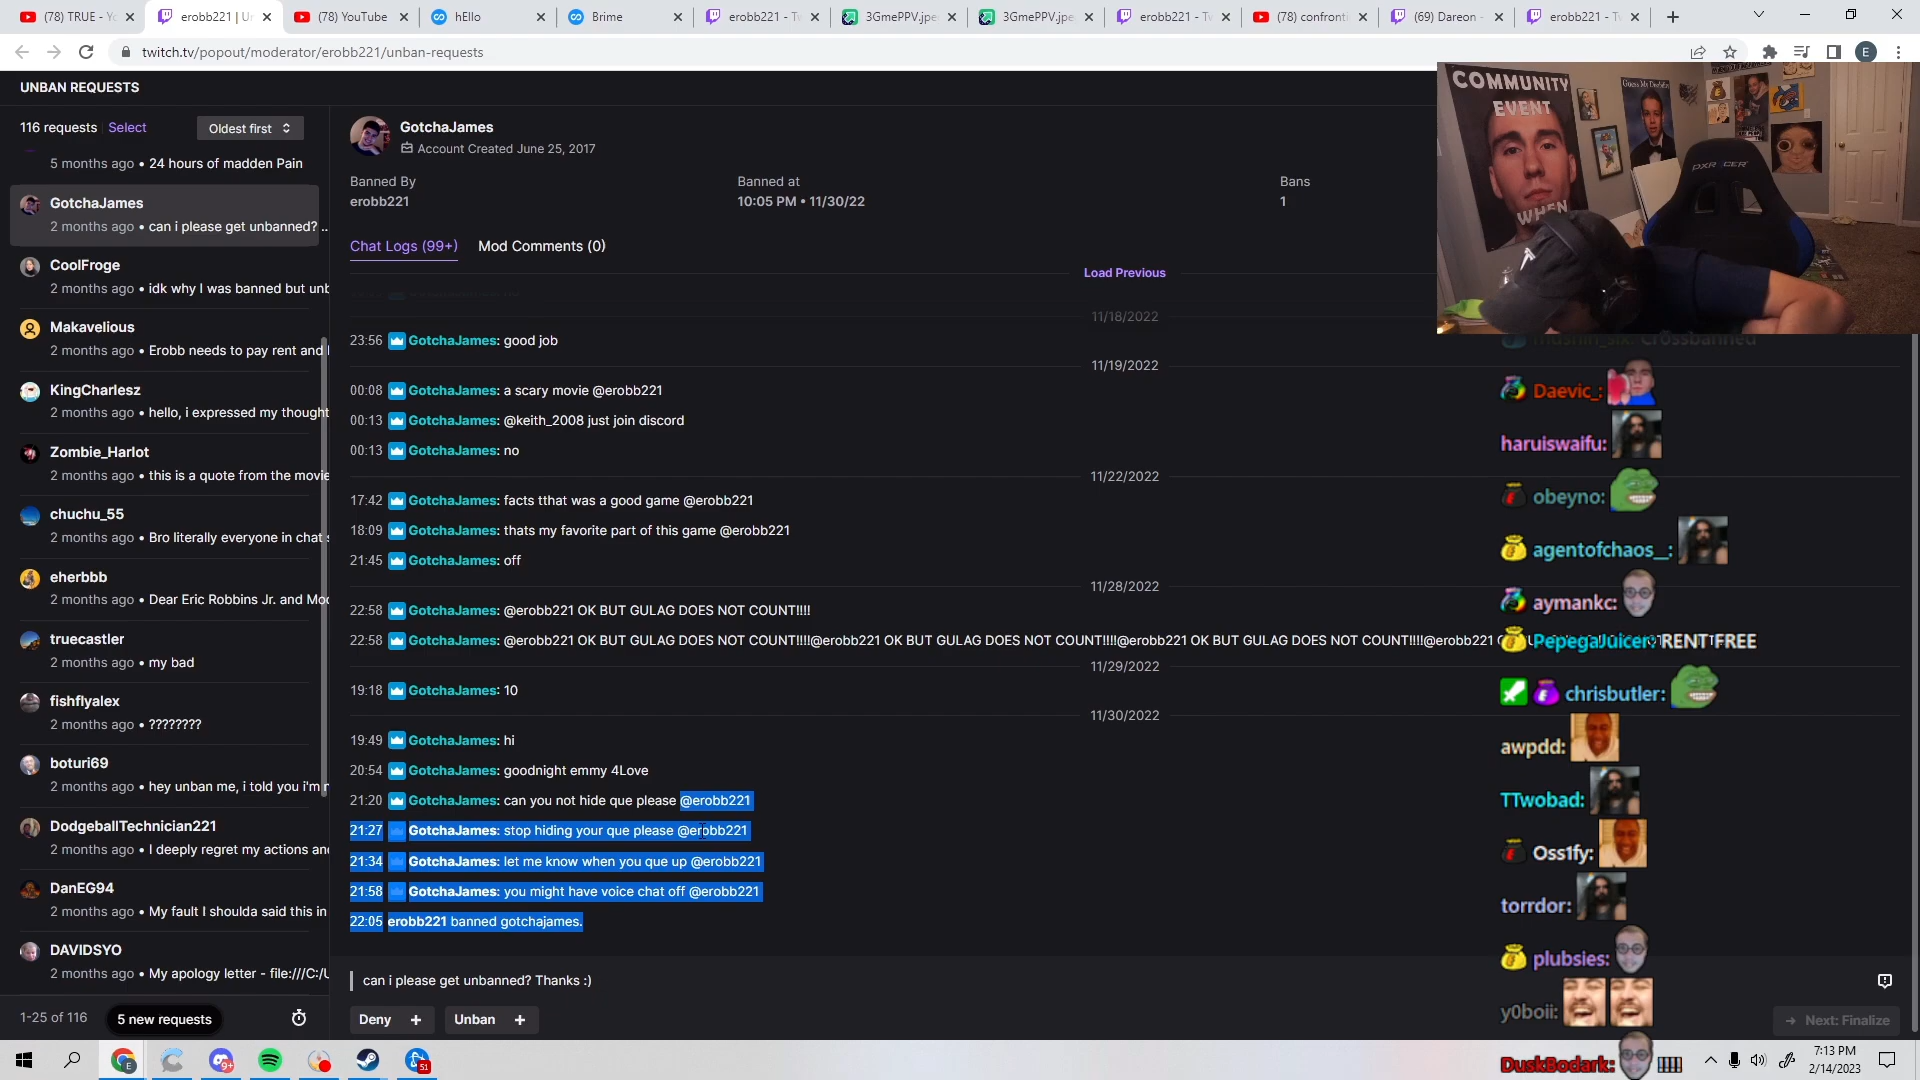 (78) TRUE - Yo
erobb221 | Un
(78) YouTube
hEllo
Brime
erobb221 - Tw
3GmePPV.jpe
3GmePPV.jpe
erobb221 - Tw
(78) confronti
(69) Dareon -
erobb221 - Tw
twitch.tv/popout/moderator/erobb221/unban-requests
E
UNBAN REQUESTS
116 requests
Select
Oldest first
5 months ago • 24 hours of madden Pain
GotchaJames
2 months ago • can i please get unbanned? ..
CoolFroge
2 months ago • idk why I was banned but unb
Makavelious
2 months ago • Erobb needs to pay rent and
KingCharlesz
2 months ago • hello, i expressed my thought
Zombie_Harlot
2 months ago • this is a quote from the movie
chuchu_55
2 months ago • Bro literally everyone in chat s
eherbbb
2 months ago • Dear Eric Robbins Jr. and Mod
truecastler
2 months ago • my bad
fishflyalex
2 months ago • ????????
boturi69
2 months ago • hey unban me, i told you i'm r
DodgeballTechnician221
2 months ago • I deeply regret my actions and
DanEG94
2 months ago • My fault I shoulda said this in
DAVIDSYO
2 months ago • My apology letter - file:///C:/U
1-25 of 116
5 new requests
GotchaJames
Account Created June 25, 2017
Banned By
erobb221
Banned at
10:05 PM • 11/30/22
Bans
1
Chat Logs (99+)
Mod Comments (0)
Load Previous
11/18/2022
23:56 GotchaJames: good job
11/19/2022
00:08 GotchaJames: a scary movie @erobb221
00:13 GotchaJames: @keith_2008 just join discord
00:13 GotchaJames: no
11/22/2022
17:42 GotchaJames: facts tthat was a good game @erobb221
18:09 GotchaJames: thats my favorite part of this game @erobb221
21:45 GotchaJames: off
11/28/2022
22:58 GotchaJames: @erobb221 OK BUT GULAG DOES NOT COUNT!!!!
22:58 GotchaJames: @erobb221 OK BUT GULAG DOES NOT COUNT!!!!@erobb221 OK BUT GULAG DOES NOT COUNT!!!!@erobb221 OK BUT GULAG DOES NOT COUNT!!!!@erobb221
11/29/2022
19:18 GotchaJames: 10
11/30/2022
19:49 GotchaJames: hi
20:54 GotchaJames: goodnight emmy 4Love
21:20 GotchaJames: can you not hide que please @erobb221
21:27 GotchaJames: stop hiding your que please @erobb221
21:34 GotchaJames: let me know when you que up @erobb221
21:58 GotchaJames: you might have voice chat off @erobb221
22:05 erobb221 banned gotchajames.
can i please get unbanned? Thanks :)
Deny +
Unban +
Next: Finalize
COMMUNITY
EVENT
WHEN
DXRACER
Crossbanned
Daevic_:
haruiswaifu:
obeyno:
agentofchaos__:
aymankc:
PepegaJuicer: RENT FREE
chrisbutler:
awpdd:
TTwobad:
Oss1fy:
torrdor:
plubsies:
y0boii:
DuskBodark:
9+
51
7:13 PM
2/14/2023